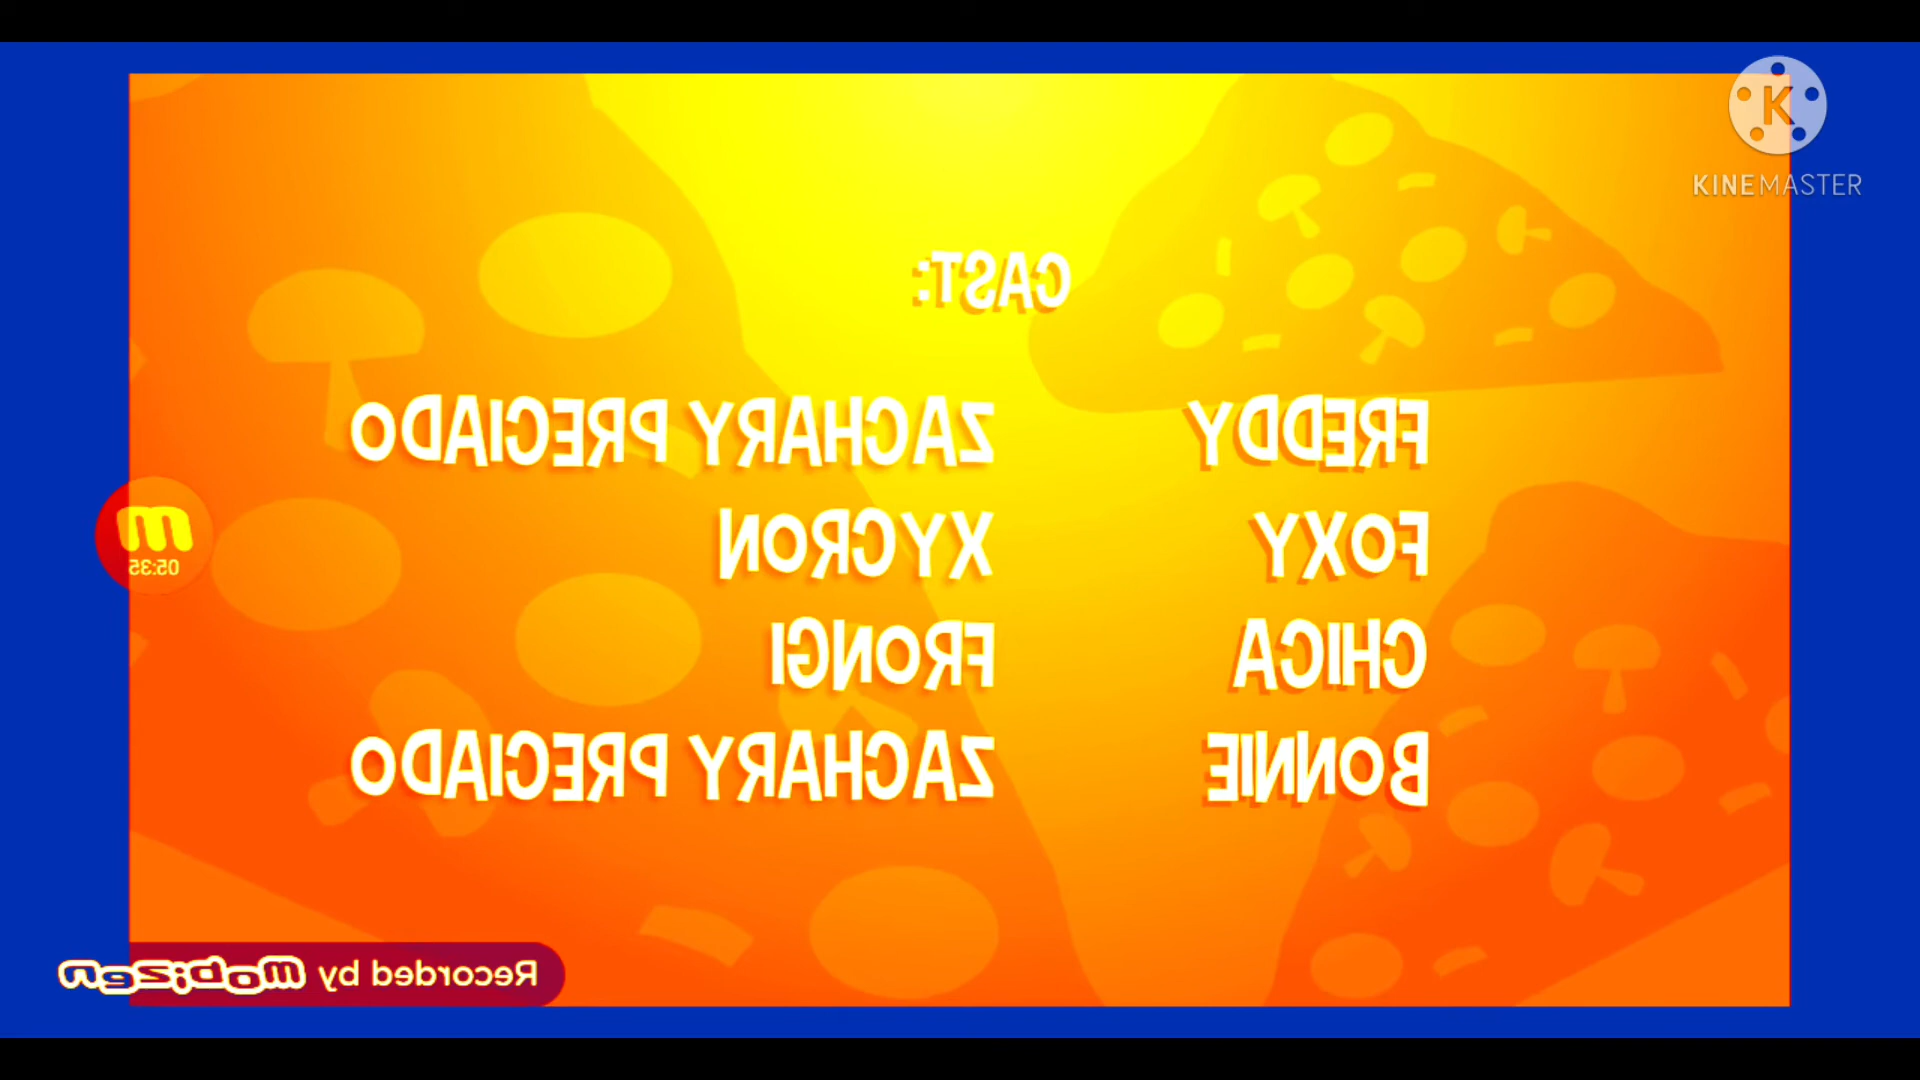 KINEMASTER
CAST:
FREDDY ZACHARY PRECIADO
FOXY XYCRON
CHICA FRONGI
BONNIE ZACHARY PRECIADO
m
05:35
Recorded by mobizen